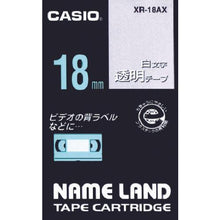 CASIO
XR-18AX
18mm
白文字
透明テープ
ビデオの背ラベル
などに…
NAME LAND
TAPE CARTRIDGE